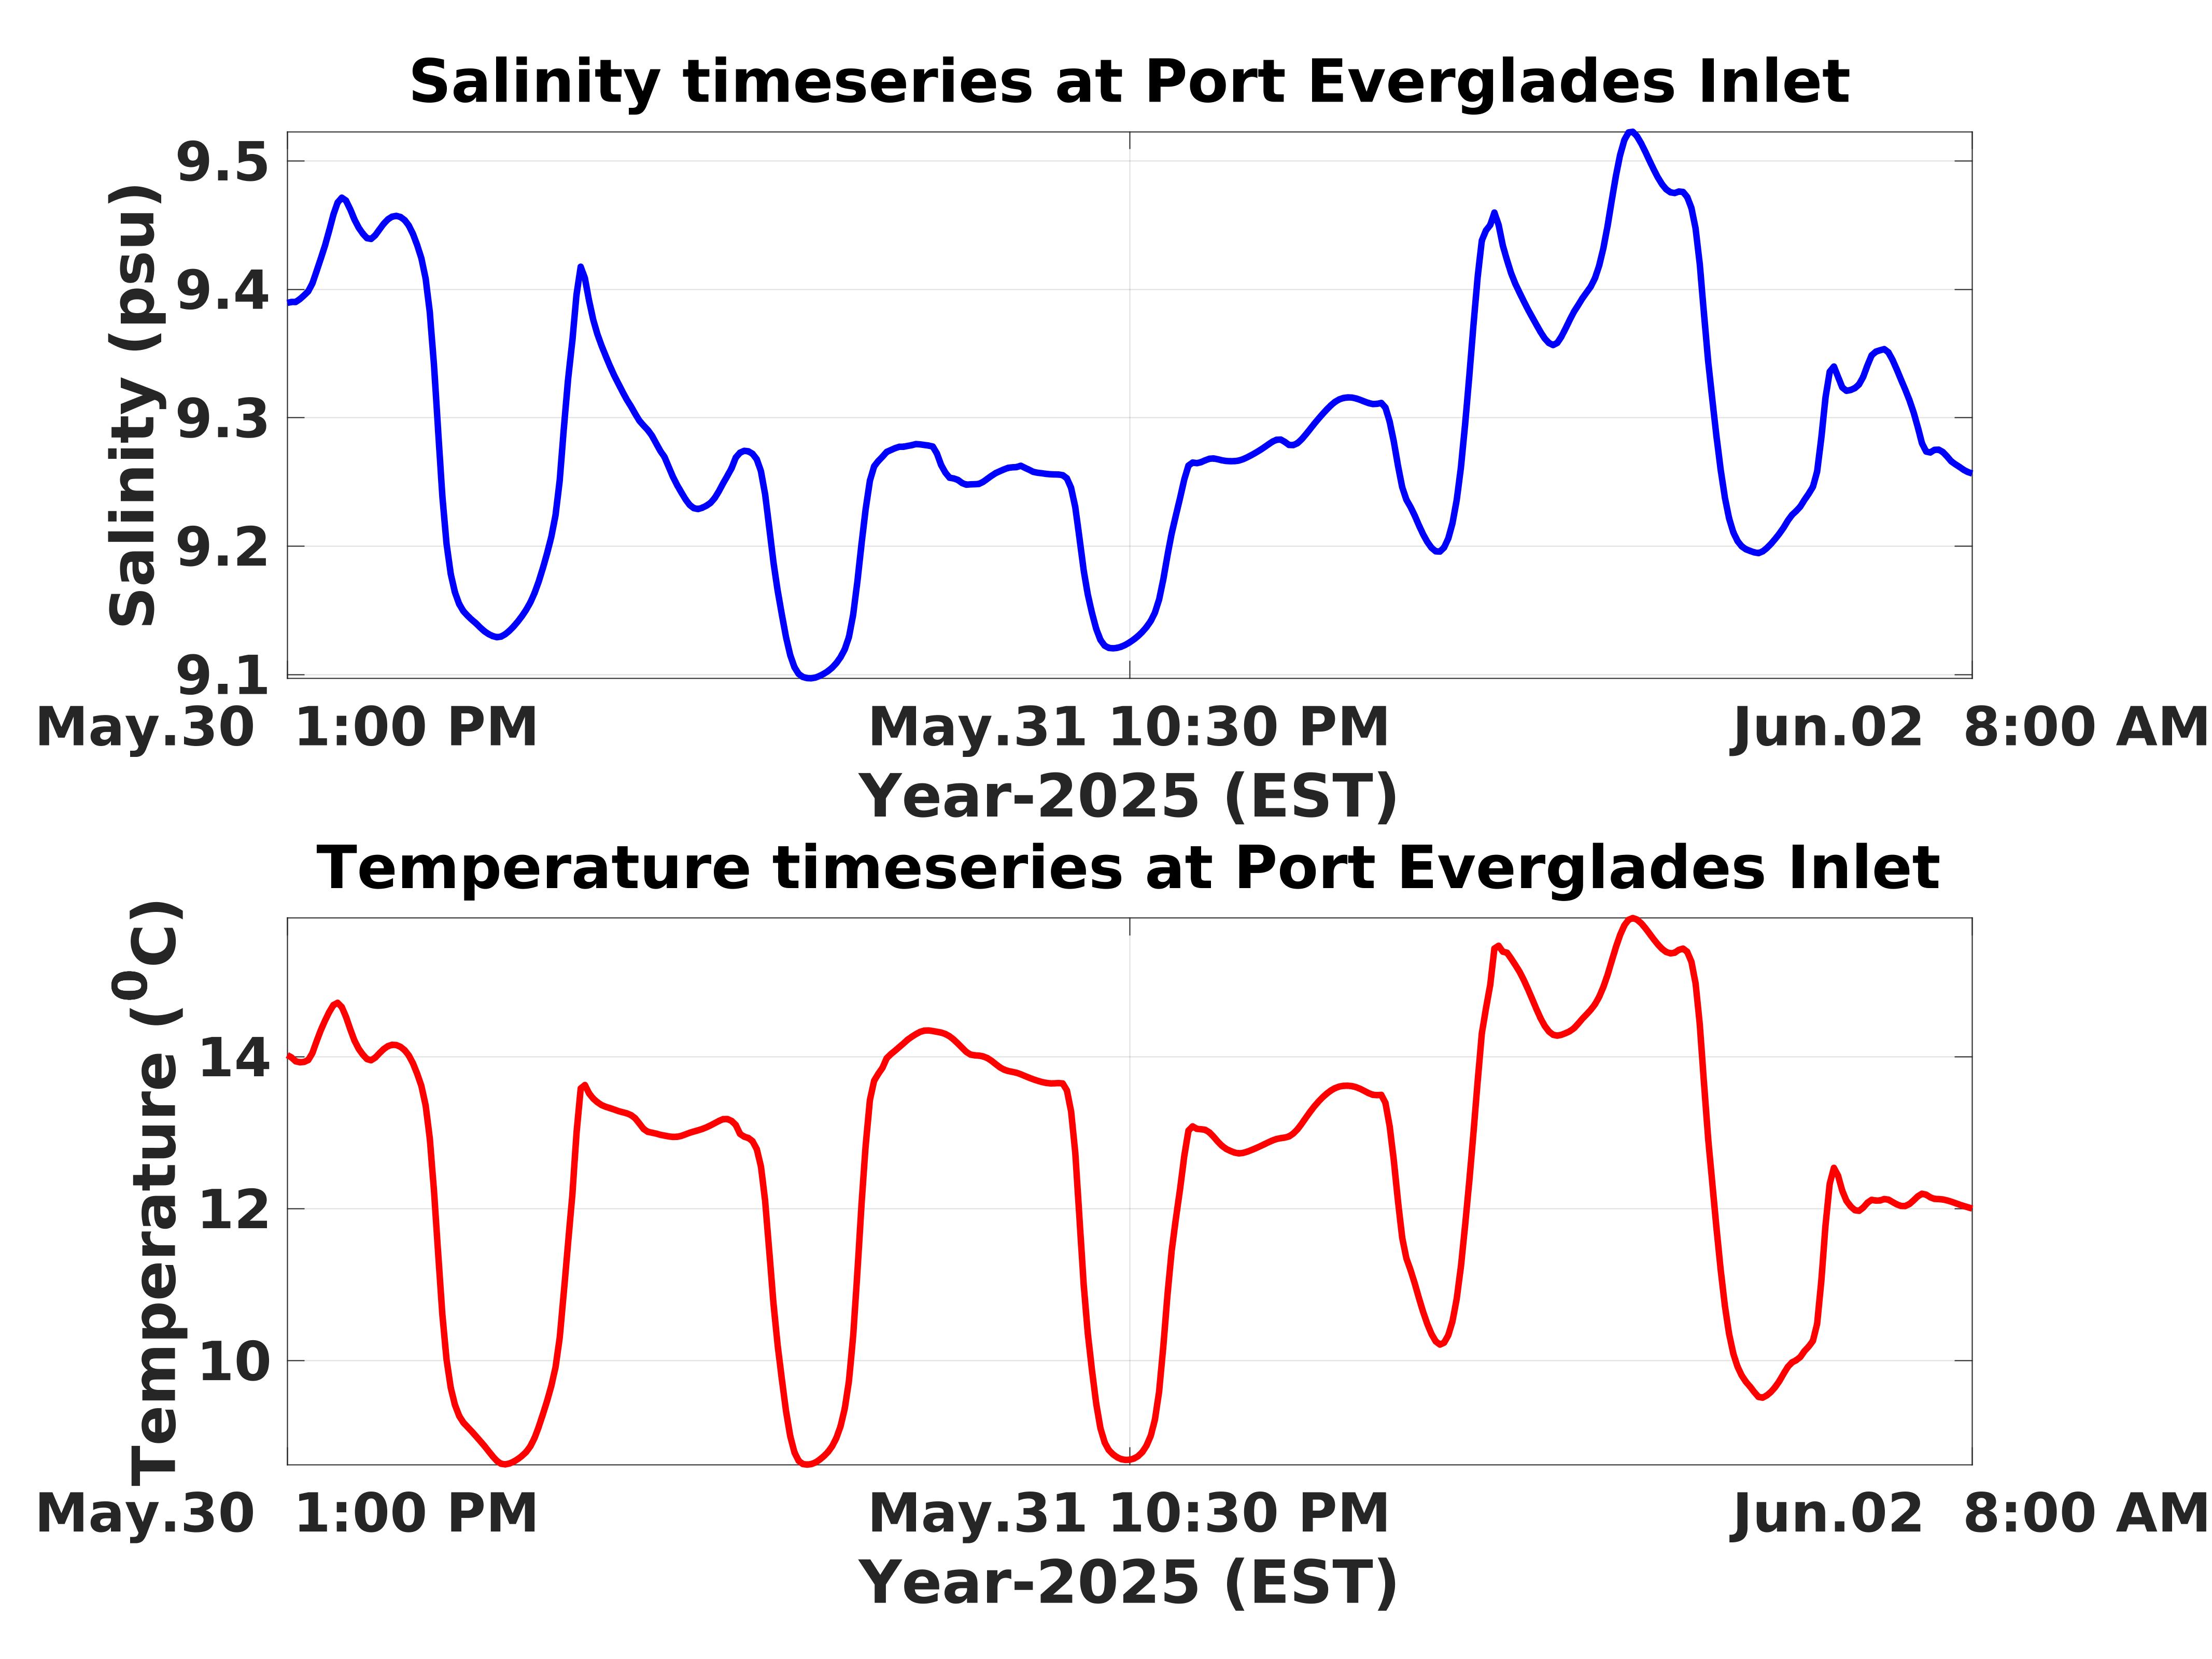 Salinity timeseries at Port Everglades Inlet
Salinity (psu)
9.5
9.4
9.3
9.2
9.1
May.30  1:00 PM
May.31 10:30 PM
Jun.02  8:00 AM
Year-2025 (EST)
Temperature timeseries at Port Everglades Inlet
Temperature (⁰C)
14
12
10
May.30  1:00 PM
May.31 10:30 PM
Jun.02  8:00 AM
Year-2025 (EST)